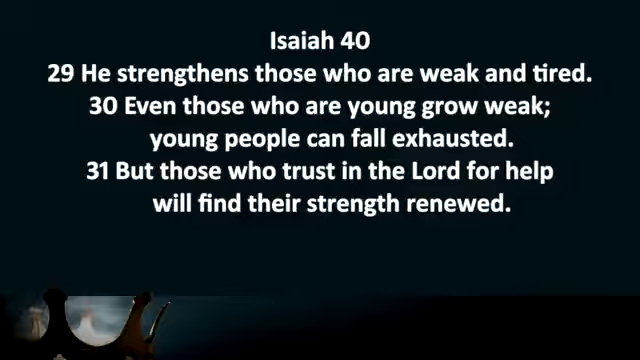 Isaiah 40
29 He strengthens those who are weak and tired.
30 Even those who are young grow weak;
young people can fall exhausted.
31 But those who trust in the Lord for help
will find their strength renewed.